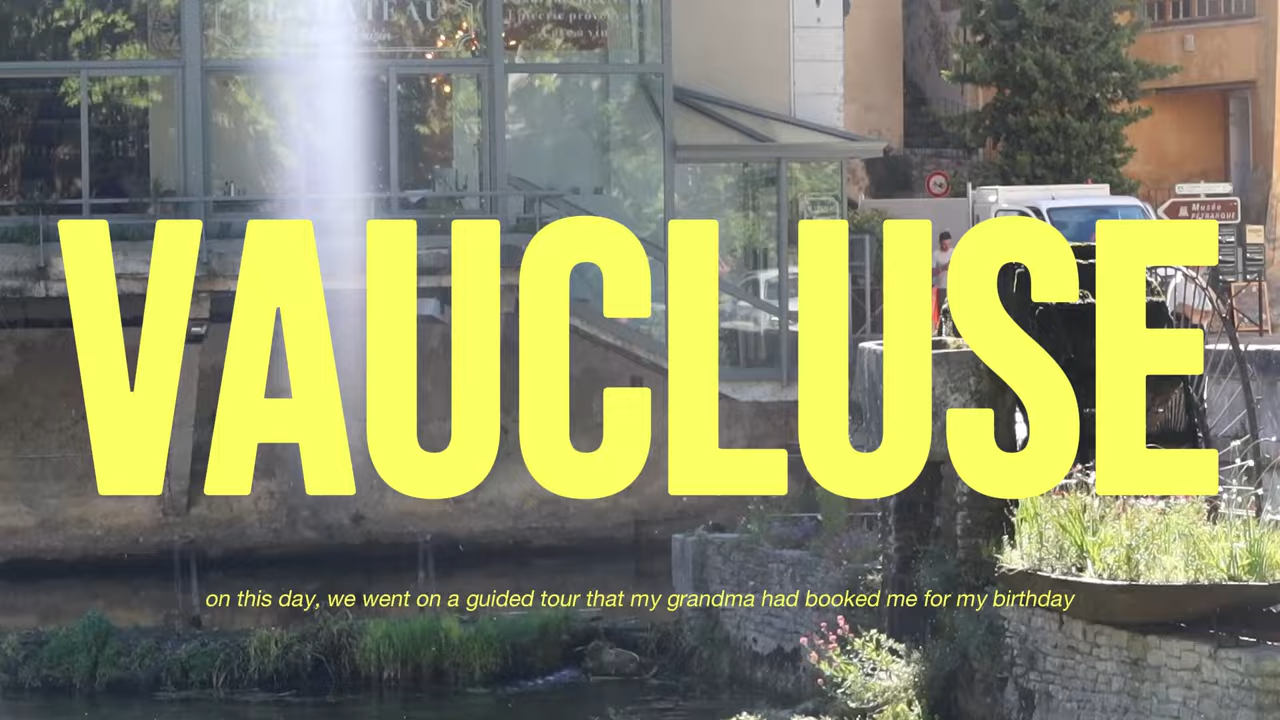 CHATEAU
Musée
PÉTRARQUE
VAUCLUSE
on this day, we went on a guided tour that my grandma had booked me for my birthday